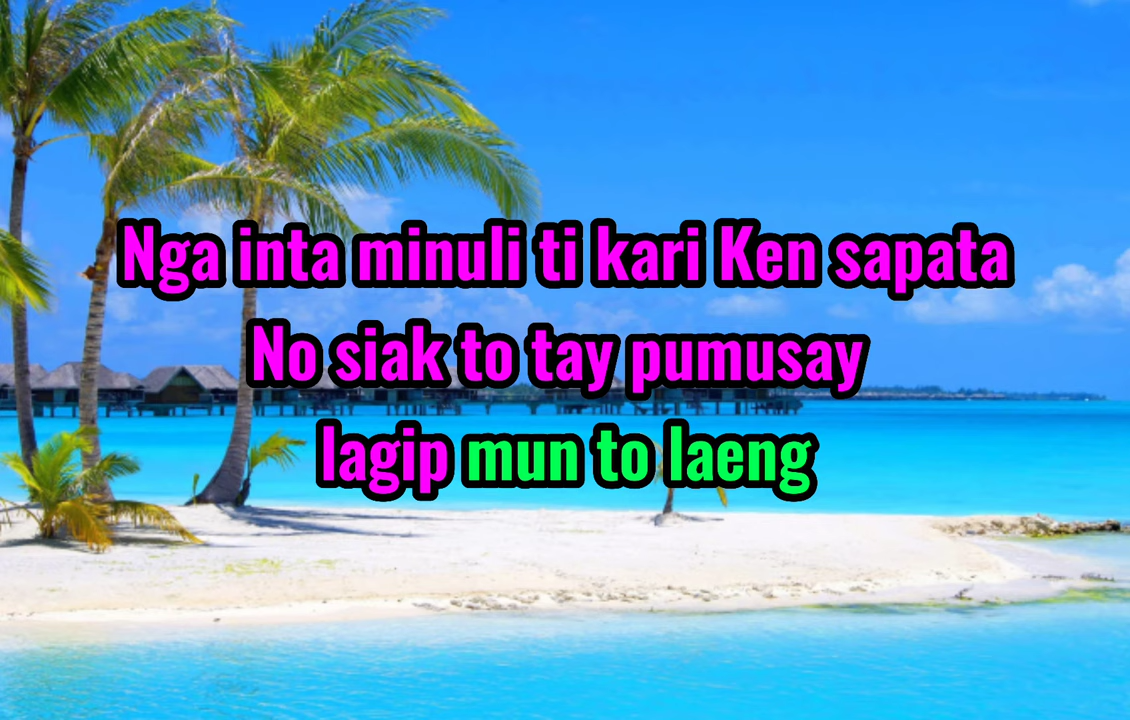 Nga inta minuli ti kari Ken sapata
No siak to tay pumusay
lagip mun to laeng